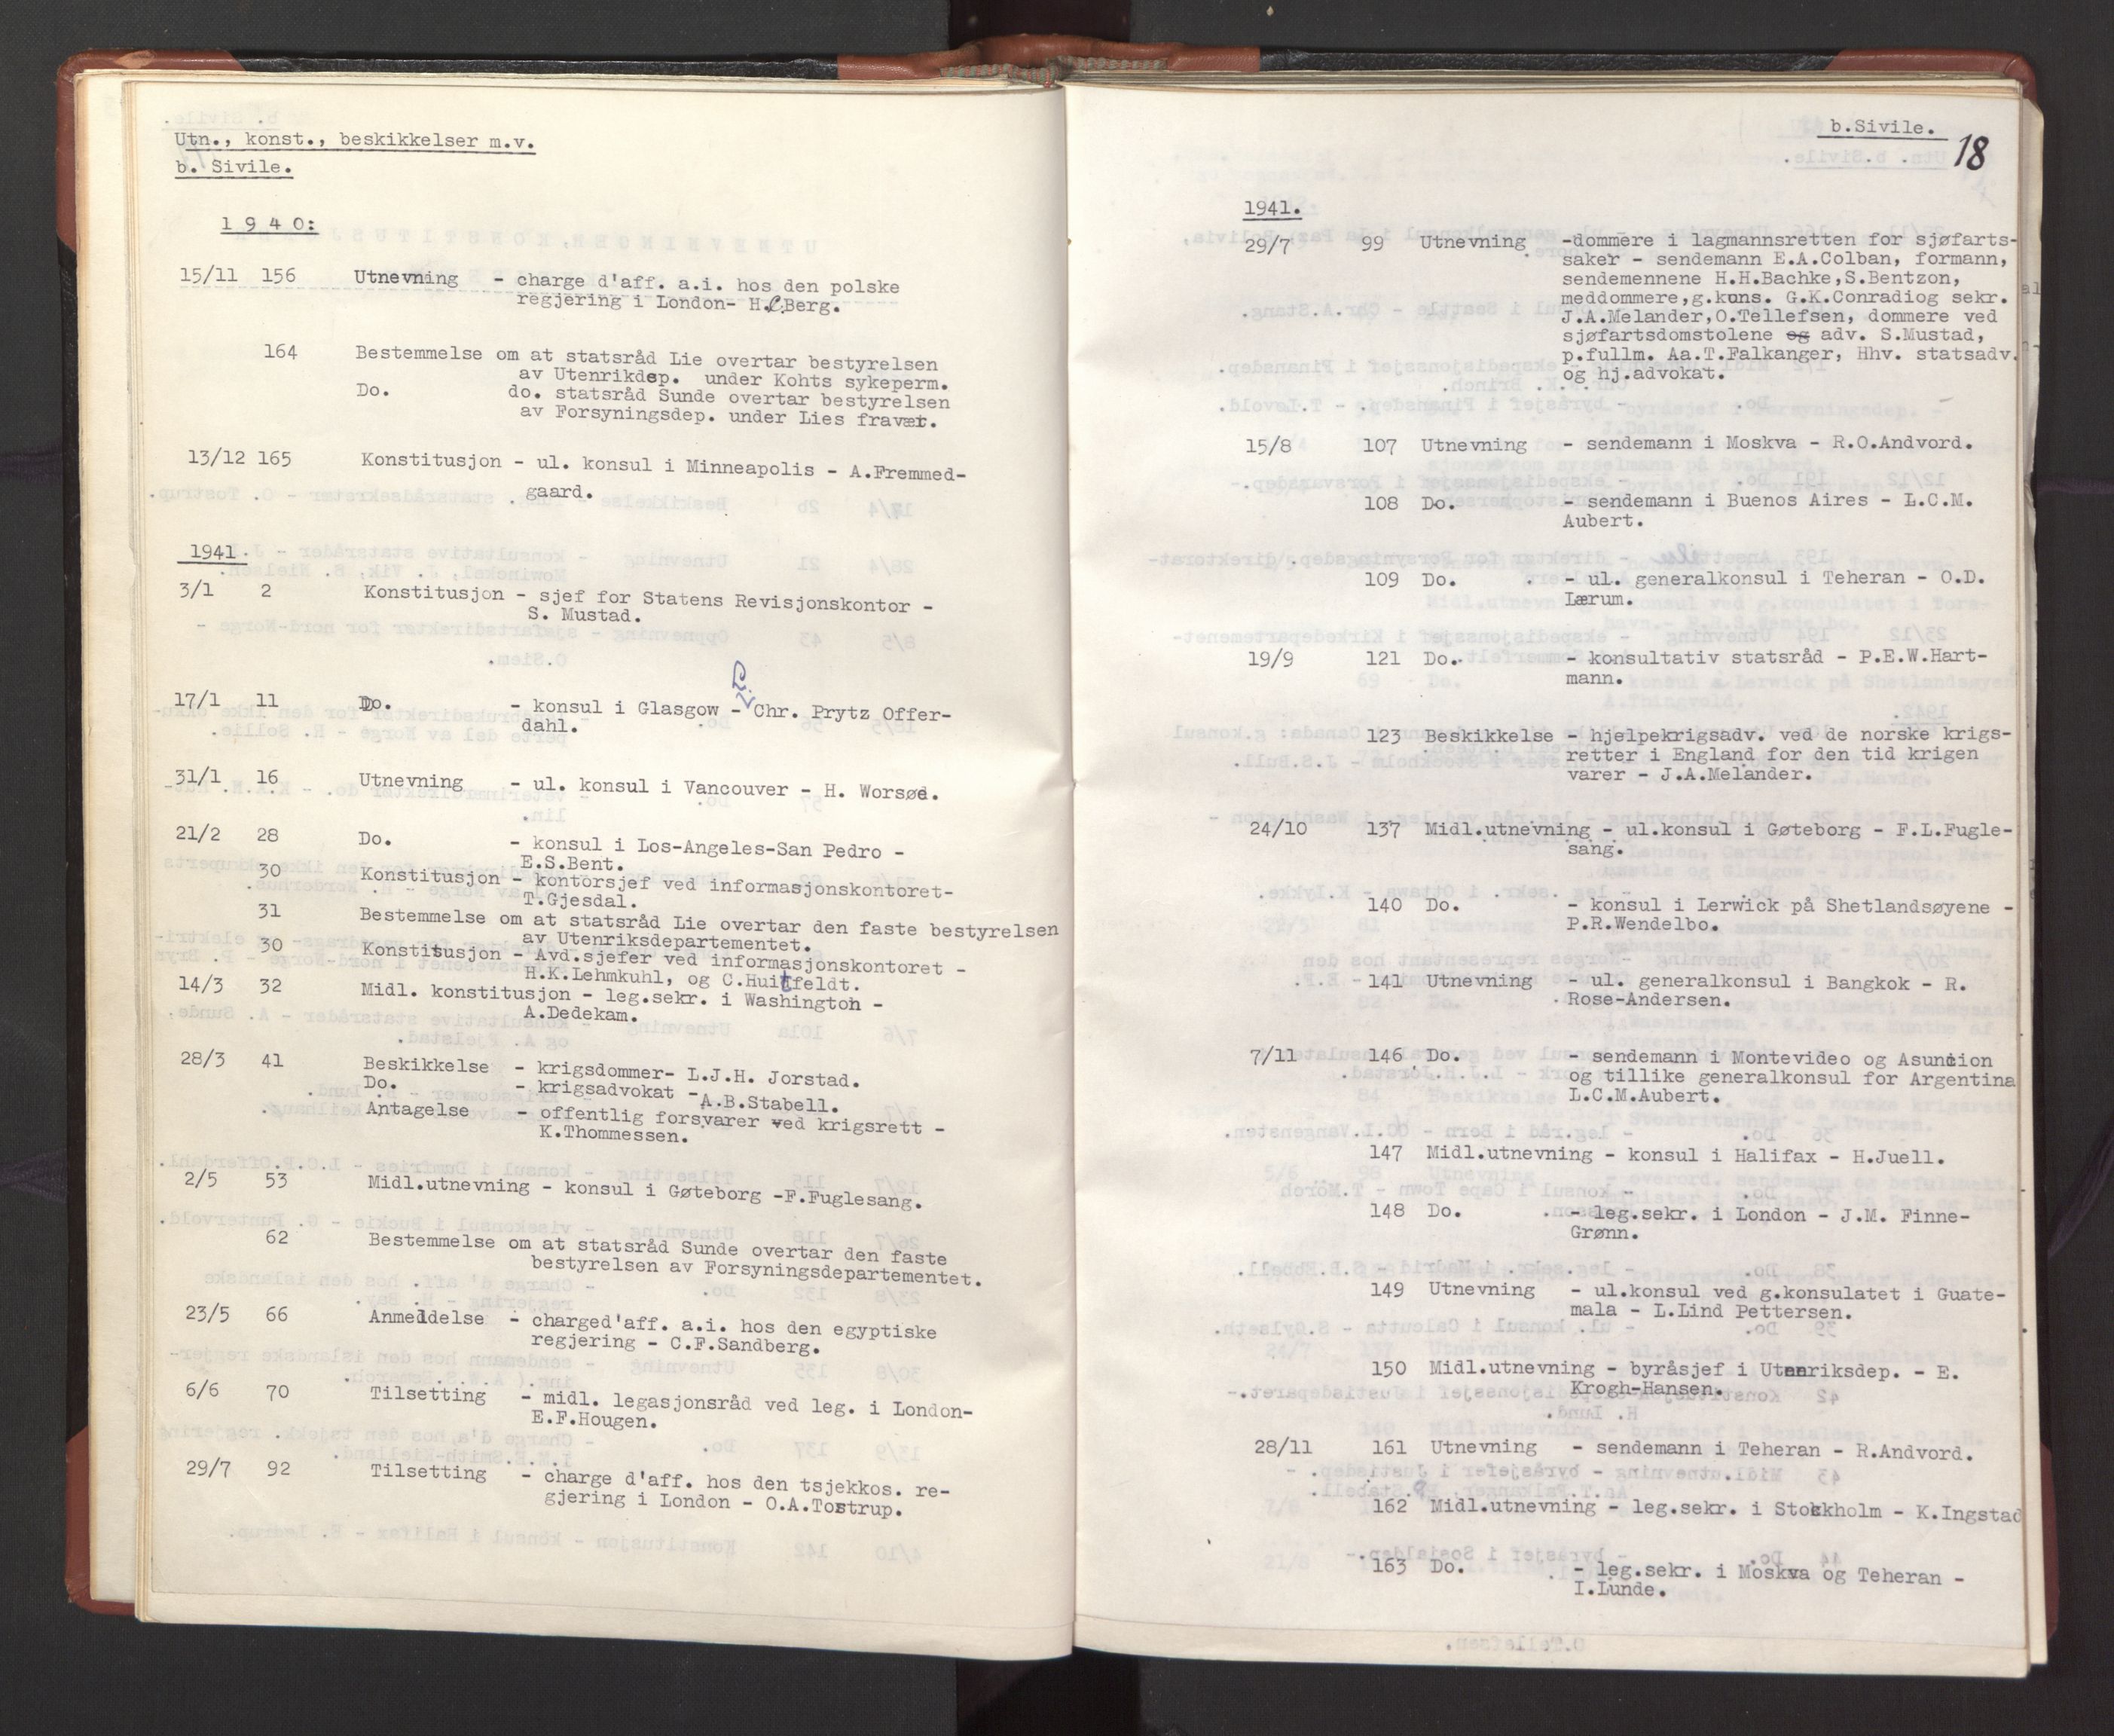 Utn., konst., beskikkelser m.v.
b. Sivile.
1 9 4 0:
15/11 156 Utnevning - charge d'aff. a.i. hos den polske
regjering i London- H.C.Berg.
164 Bestemmelse om at statsråd Lie overtar bestyrelsen
av Utenrikdep. under Kohts sykeperm.
Do. do. statsråd Sunde overtar bestyrelsen
av Forsyningsdep. under Lies fravær.
13/12 165 Konstitusjon - ul. konsul i Minneapolis - A.Fremmed-
gaard.
1941.
3/1 2 Konstitusjon - sjef for Statens Revisjonskontor -
S. Mustad.
17/1 11 Do. - konsul i Glasgow - L. Chr. Prytz Offer-
dahl.
31/1 16 Utnevning - ul. konsul i Vancouver - H. Worsøe.
21/2 28 Do. - konsul i Los-Angeles-San Pedro -
E.S.Bent.
30 Konstitusjon - kontorsjef ved informasjonskontoret-
T.Gjesdal.
31 Bestemmelse om at statsråd Lie overtar den faste bestyrelsen
av Utenriksdepartementet.
30 Konstitusjon - Avd.sjefer ved informasjonskontoret -
H.K.Lehmkuhl, og C.Huitfeldt.
14/3 32 Midl. konstitusjon - leg.sekr. i Washington -
A.Dedekam.
28/3 41 Beskikkelse - krigsdommer- L.J.H. Jorstad.
Do. - krigsadvokat - A.B.Stabell.
Antagelse - offentlig forsvarer ved krigsrett -
K.Thommessen.
2/5 53 Midl.utnevning - konsul i Gøteborg -F.Fuglesang.
62 Bestemmelse om at statsråd Sunde overtar den faste
bestyrelsen av Forsyningsdepartementet.
23/5 66 Anmeldelse - charged'aff. a.i. hos den egyptiske
regjering - C.F.Sandberg.
6/6 70 Tilsetting - midl. legasjonsråd ved leg. i London-
E.F.Hougen.
29/7 92 Tilsetting - charge d'aff. hos den tsjekkos. re-
gjering i London - O.A.Tostrup.
b.Sivile.
18
1941.
29/7 99 Utnevning -dommere i lagmannsretten for sjøfarts-
saker - sendemann E.A.Colban, formann,
sendemennene H.H.Bachke,S.Bentzon,
meddommere,g.kons. G.K.Conradiog sekr.
J.A.Melander,O.Tellefsen, dommere ved
sjøfartsdomstolene og adv. S.Mustad,
p.fullm. Aa.T.Falkanger, Hhv. statsadv.
og hj.advokat.
15/8 107 Utnevning - sendemann i Moskva - R.O.Andvord.
108 Do. - sendemann i Buenos Aires - L.C.M.
Aubert.
109 Do. - ul. generalkonsul i Teheran - O.D.
Lærum.
19/9 121 Do. - konsultativ statsråd - P.E.W.Hart-
mann.
123 Beskikkelse - hjelpekrigsadv. ved de norske krigs-
retter i England for den tid krigen
varer - J.A.Melander.
24/10 137 Midl.utnevning - ul.konsul i Gøteborg - F.L.Fugle-
sang.
140 Do. - konsul i Lerwick på Shetlandsøyene -
P.R.Wendelbo.
141 Utnevning - ul. generalkonsul i Bangkok - R.
Rose-Andersen.
7/11 146 Do. - sendemann i Montevideo og Asuncion
og tillike generalkonsul for Argentina
L.C.M.Aubert.
147 Midl.utnevning - konsul i Halifax - H.Juell.
148 Do. - leg.sekr. i London - J.M. Finne-
Grønn.
149 Utnevning - ul.konsul ved g.konsulatet i Guate-
mala - L.Lind Pettersen.
150 Midl.utnevning - byråsjef i Utenriksdep. - E.
Krogh-Hansen.
28/11 161 Utnevning - sendemann i Teheran - R.Andvord.
162 Midl.utnevning - leg.sekr. i Stockholm - K.Ingstad
163 Do. - leg.sekr. i Moskva og Teheran -
I.Lunde.